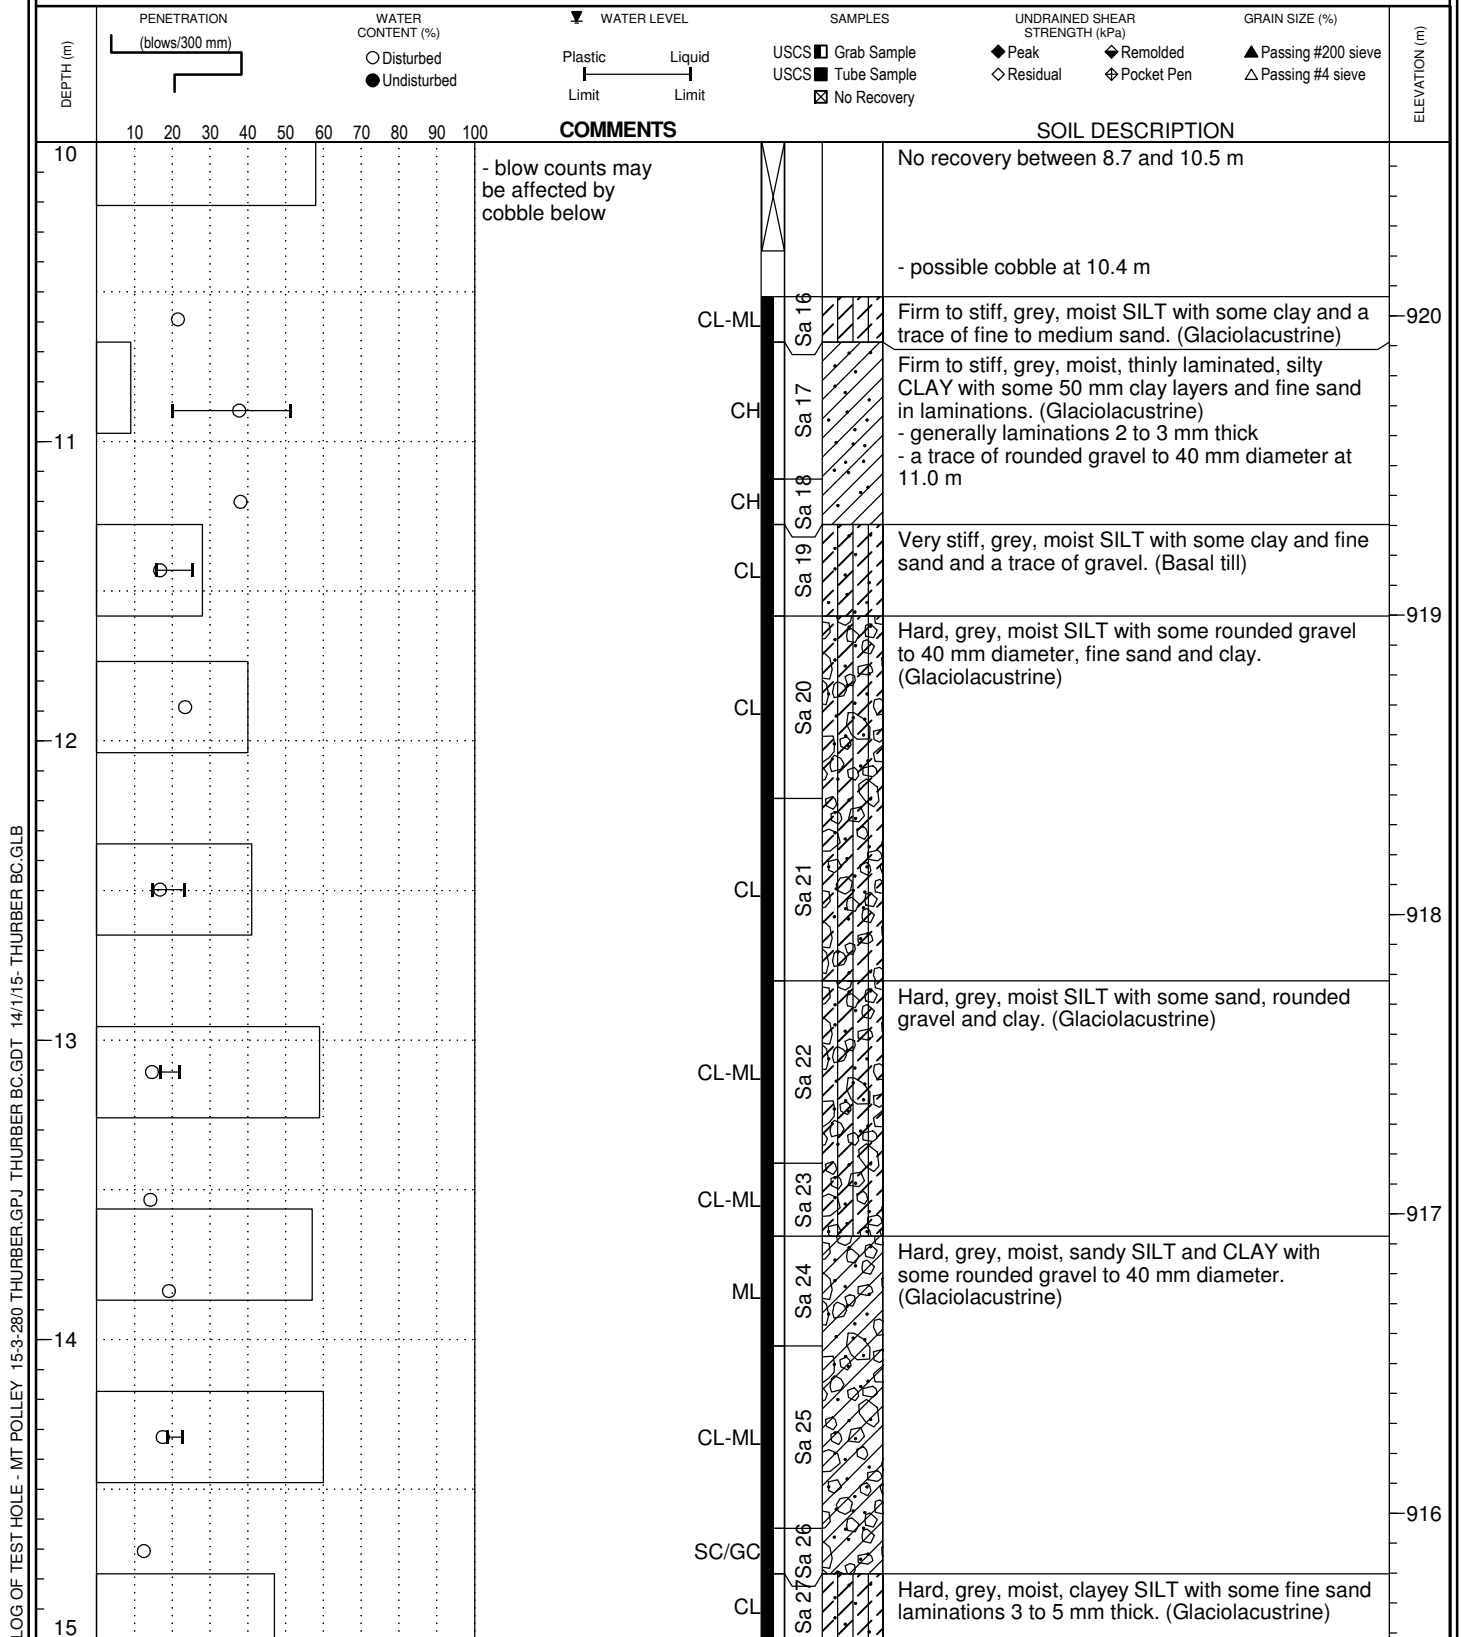 PENETRATION
(blows/300 mm)
WATER
CONTENT (%)
Disturbed
Undisturbed
WATER LEVEL
Plastic Liquid
Limit Limit
SAMPLES
USCS Grab Sample
USCS Tube Sample
No Recovery
UNDRAINED SHEAR
STRENGTH (kPa)
Peak Remolded
Residual Pocket Pen
GRAIN SIZE (%)
Passing #200 sieve
Passing #4 sieve
DEPTH (m)
ELEVATION (m)
10 20 30 40 50 60 70 80 90 100
COMMENTS
SOIL DESCRIPTION
10
- blow counts may
be affected by
cobble below
No recovery between 8.7 and 10.5 m
- possible cobble at 10.4 m
CL-ML
Sa 16
Firm to stiff, grey, moist SILT with some clay and a
trace of fine to medium sand. (Glaciolacustrine)
920
CH
Sa 17
Firm to stiff, grey, moist, thinly laminated, silty
CLAY with some 50 mm clay layers and fine sand
in laminations. (Glaciolacustrine)
- generally laminations 2 to 3 mm thick
- a trace of rounded gravel to 40 mm diameter at
11.0 m
11
CH
Sa 18
CL
Sa 19
Very stiff, grey, moist SILT with some clay and fine
sand and a trace of gravel. (Basal till)
919
CL
Sa 20
Hard, grey, moist SILT with some rounded gravel
to 40 mm diameter, fine sand and clay.
(Glaciolacustrine)
12
CL
Sa 21
918
Hard, grey, moist SILT with some sand, rounded
gravel and clay. (Glaciolacustrine)
13
CL-ML
Sa 22
CL-ML
Sa 23
917
ML
Sa 24
Hard, grey, moist, sandy SILT and CLAY with
some rounded gravel to 40 mm diameter.
(Glaciolacustrine)
14
CL-ML
Sa 25
916
SC/GC
Sa 26
CL
Sa 27
Hard, grey, moist, clayey SILT with some fine sand
laminations 3 to 5 mm thick. (Glaciolacustrine)
15
LOG OF TEST HOLE - MT POLLEY 15-3-280 THURBER.GPJ THURBER BC.GDT 14/1/15- THURBER BC.GLB